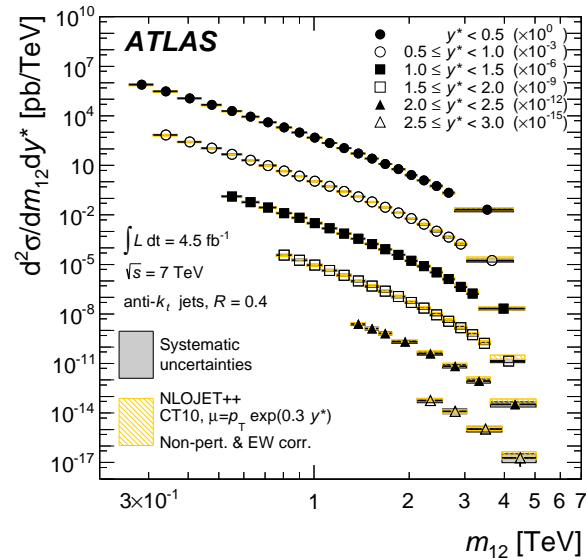 ATLAS
y* < 0.5 (×10⁰)
0.5 ≤ y* < 1.0 (×10⁻³)
1.0 ≤ y* < 1.5 (×10⁻⁶)
1.5 ≤ y* < 2.0 (×10⁻⁹)
2.0 ≤ y* < 2.5 (×10⁻¹²)
2.5 ≤ y* < 3.0 (×10⁻¹⁵)
d²σ/dm₁₂dy* [pb/TeV]
10¹⁰
10⁷
10⁴
10
10⁻²
10⁻⁵
10⁻⁸
10⁻¹¹
10⁻¹⁴
10⁻¹⁷
∫ L dt = 4.5 fb⁻¹
√s = 7 TeV
anti-kₜ jets, R = 0.4
Systematic
uncertainties
NLOJET++
CT10, μ=p_T exp(0.3 y*)
Non-pert. & EW corr.
3×10⁻¹ 1 2 3 4 5 6 7
m₁₂ [TeV]